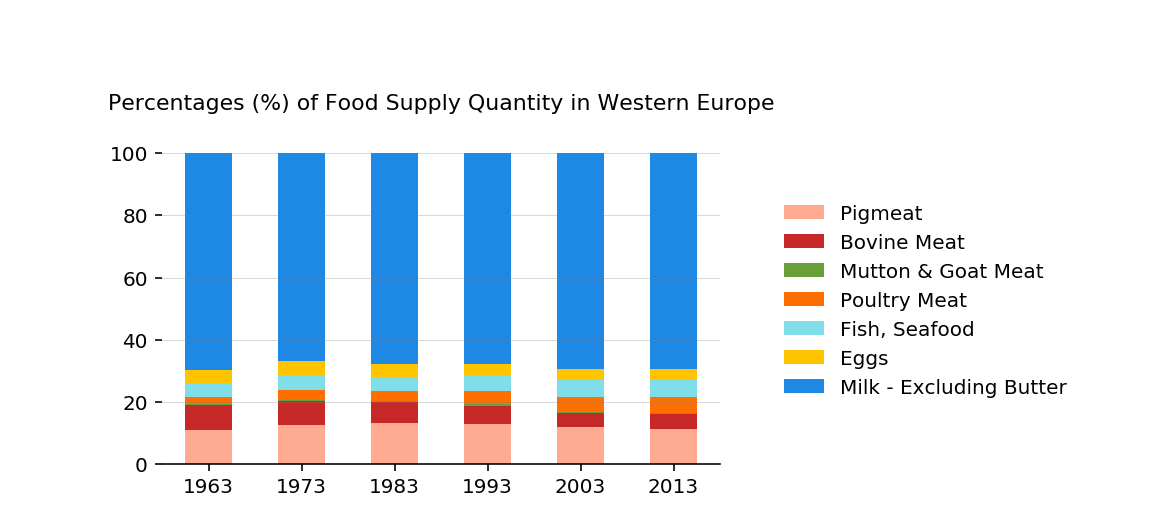 Percentages (%) of Food Supply Quantity in Western Europe
100
80
60
40
20
0
1963 1973 1983 1993 2003 2013
Pigmeat
Bovine Meat
Mutton & Goat Meat
Poultry Meat
Fish, Seafood
Eggs
Milk - Excluding Butter